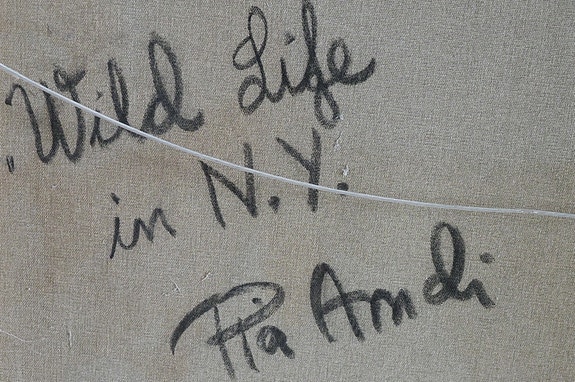 "Wild Life
in N.Y.
Pia Amdi